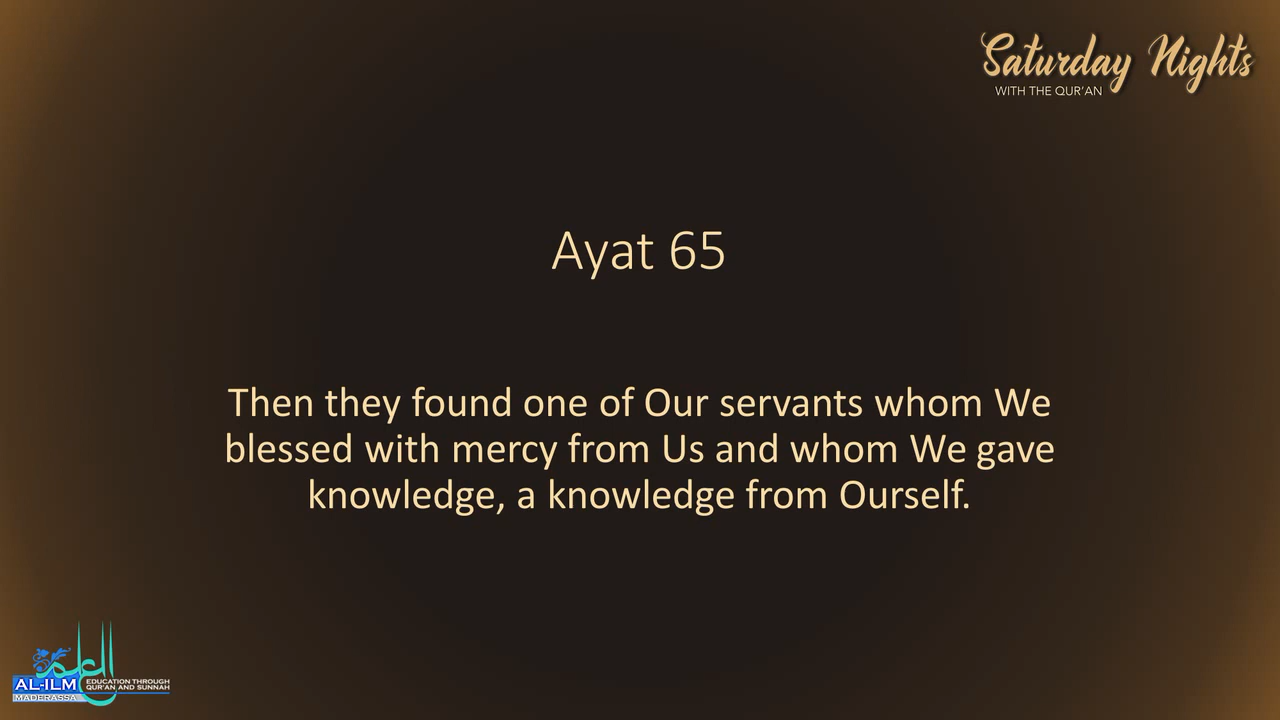 Saturday Nights
WITH THE QUR'AN
Ayat 65
Then they found one of Our servants whom We
blessed with mercy from Us and whom We gave
knowledge, a knowledge from Ourself.
العلم
AL-ILM
MADERASSA
EDUCATION THROUGH
QUR'AN AND SUNNAH